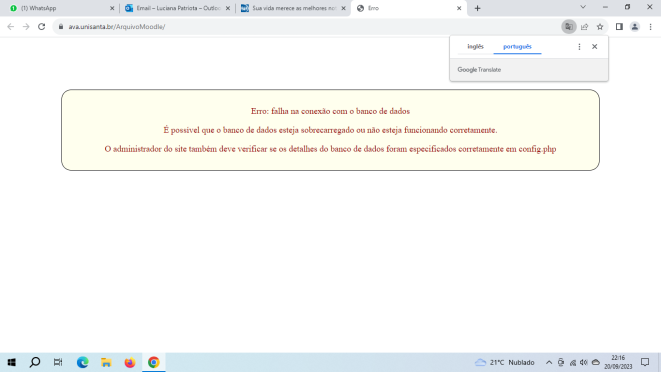 (1) WhatsApp
Email – Luciana Patriota – Outloo
Sua vida merece as melhores not
Erro
ava.unisanta.br/ArquivoMoodle/
inglês
português
Google Translate
Erro: falha na conexão com o banco de dados
É possível que o banco de dados esteja sobrecarregado ou não esteja funcionando corretamente.
O administrador do site também deve verificar se os detalhes do banco de dados foram especificados corretamente em config.php
21°C Nublado
22:16
20/09/2023